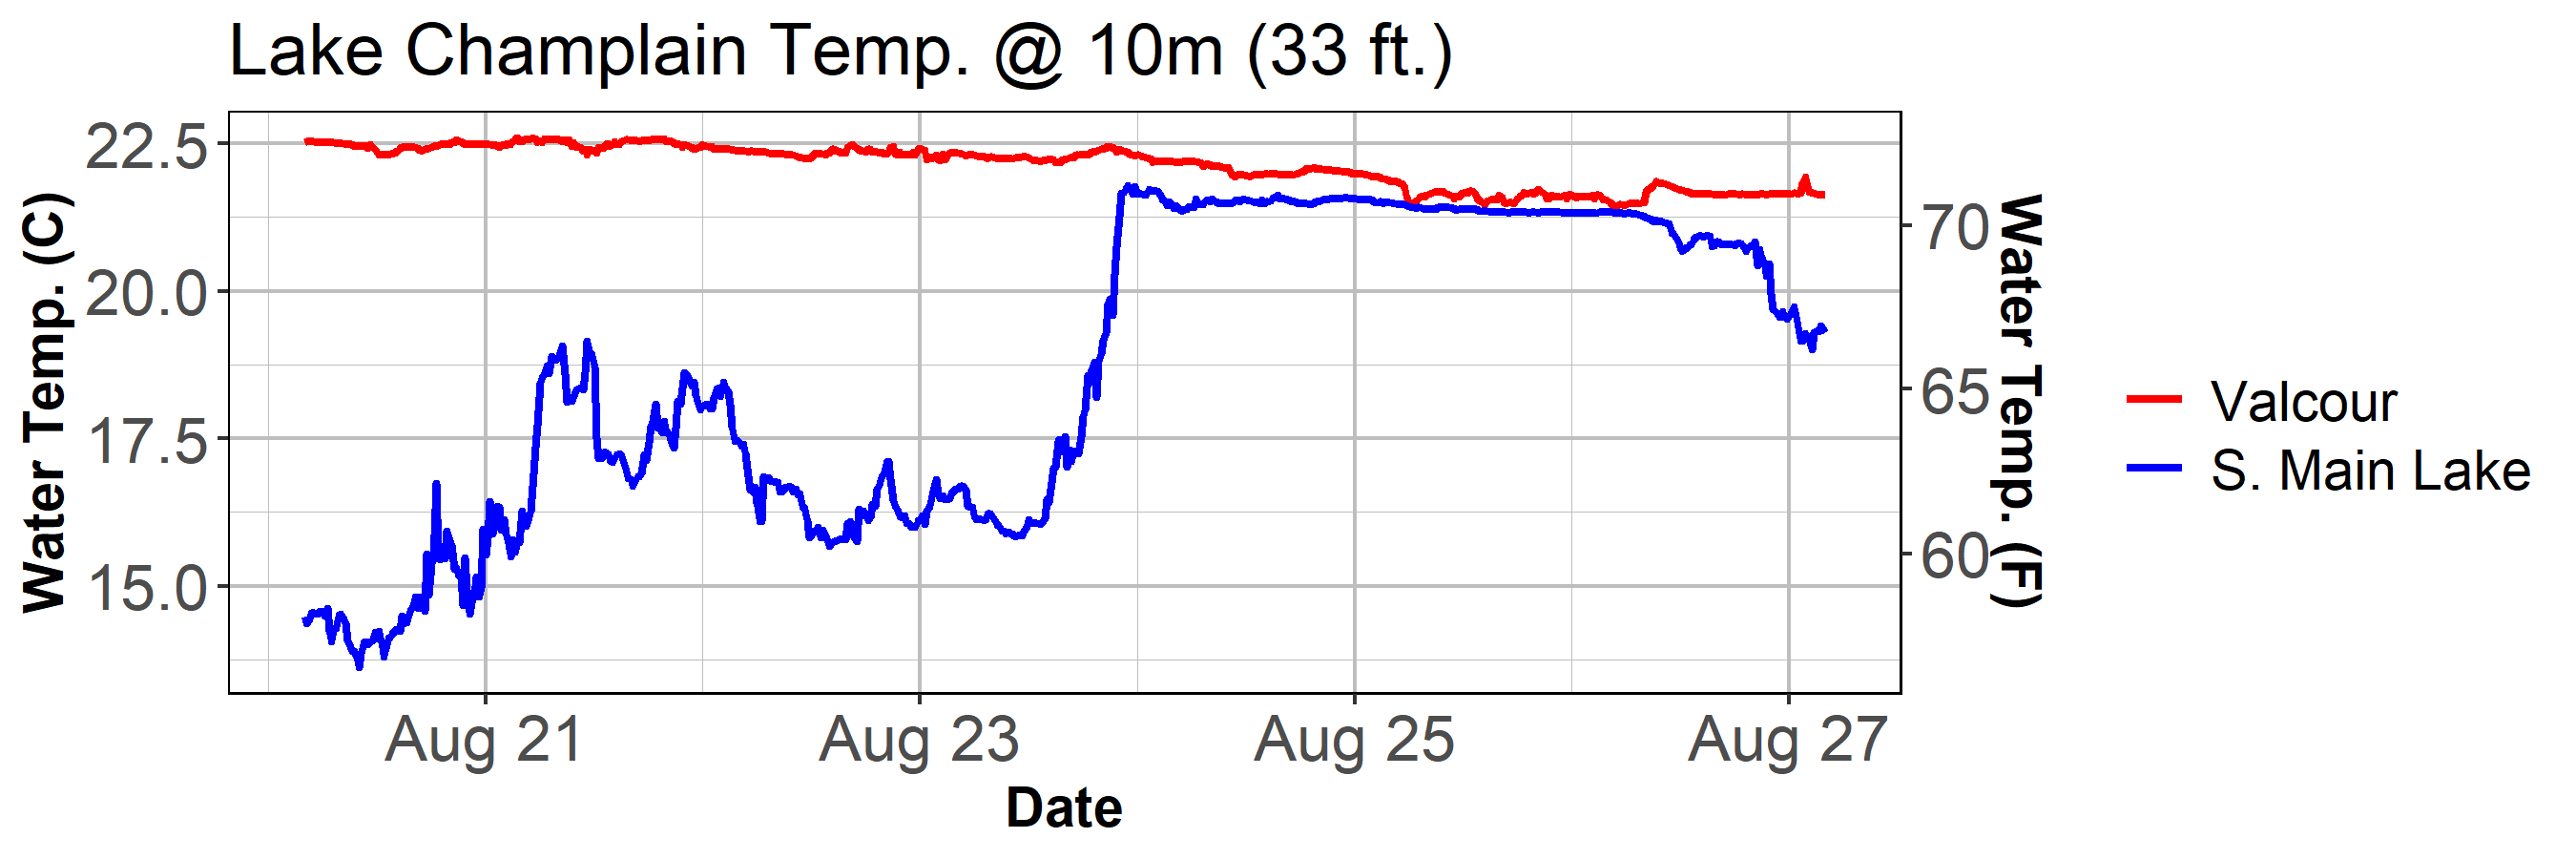 Lake Champlain Temp. @ 10m (33 ft.)
Water Temp. (C)
22.5
20.0
17.5
15.0
70
65
60
Water Temp. (F)
Valcour
S. Main Lake
Aug 21
Aug 23
Aug 25
Aug 27
Date